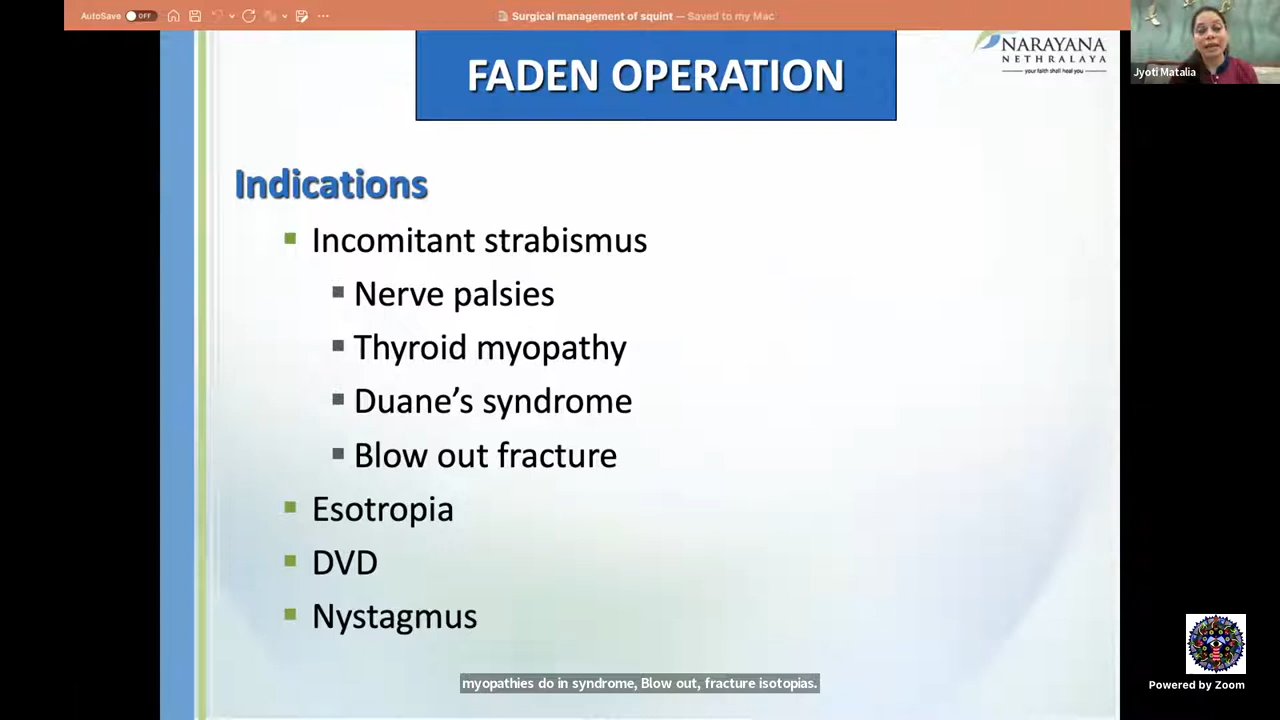 AutoSave OFF
Surgical management of squint — Saved to my Mac
NARAYANA
NETHRALAYA
your faith shall heal you
Jyoti Matalia
FADEN OPERATION
Indications
Incomitant strabismus
Nerve palsies
Thyroid myopathy
Duane’s syndrome
Blow out fracture
Esotropia
DVD
Nystagmus
myopathies do in syndrome, Blow out, fracture isotopias.
Powered by Zoom